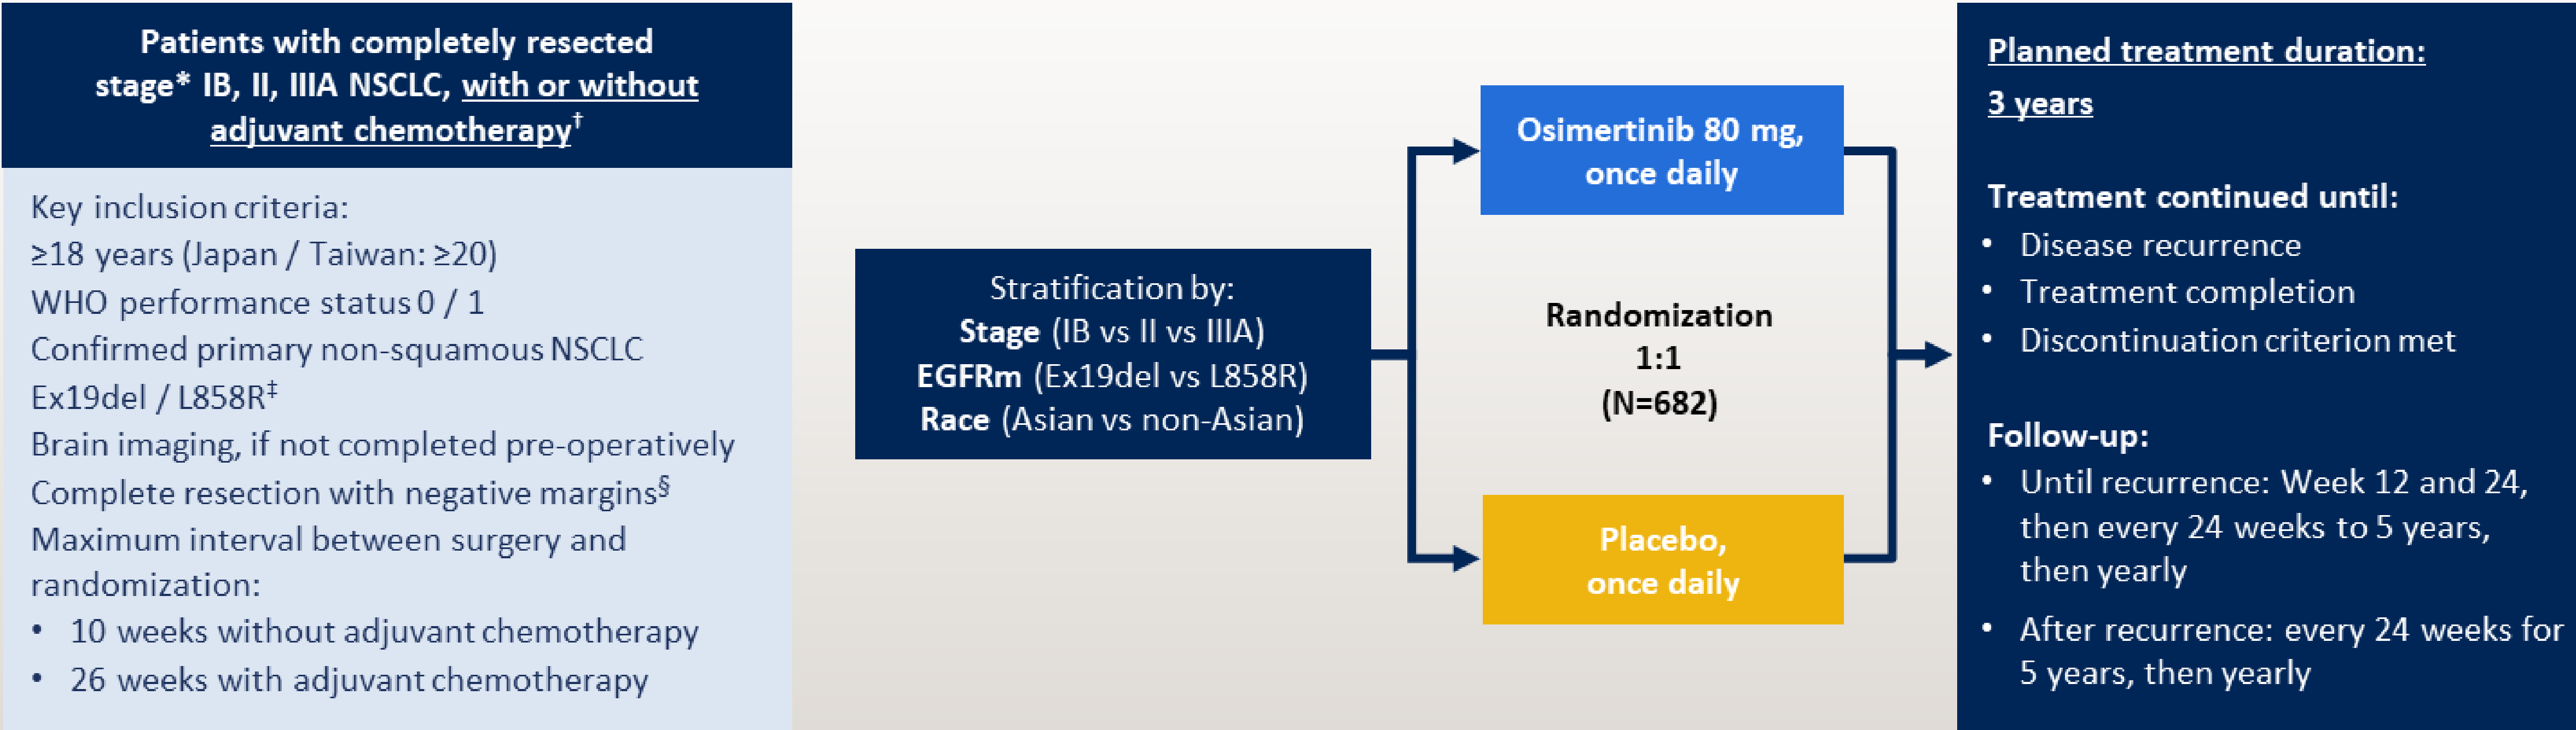 Patients with completely resected
stage* IB, II, IIIA NSCLC, with or without
adjuvant chemotherapy†
Key inclusion criteria:
≥18 years (Japan / Taiwan: ≥20)
WHO performance status 0 / 1
Confirmed primary non-squamous NSCLC
Ex19del / L858R‡
Brain imaging, if not completed pre-operatively
Complete resection with negative margins§
Maximum interval between surgery and
randomization:
• 10 weeks without adjuvant chemotherapy
• 26 weeks with adjuvant chemotherapy
Stratification by:
Stage (IB vs II vs IIIA)
EGFRm (Ex19del vs L858R)
Race (Asian vs non-Asian)
Osimertinib 80 mg,
once daily
Randomization
1:1
(N=682)
Placebo,
once daily
Planned treatment duration:
3 years
Treatment continued until:
• Disease recurrence
• Treatment completion
• Discontinuation criterion met
Follow-up:
• Until recurrence: Week 12 and 24,
then every 24 weeks to 5 years,
then yearly
• After recurrence: every 24 weeks for
5 years, then yearly